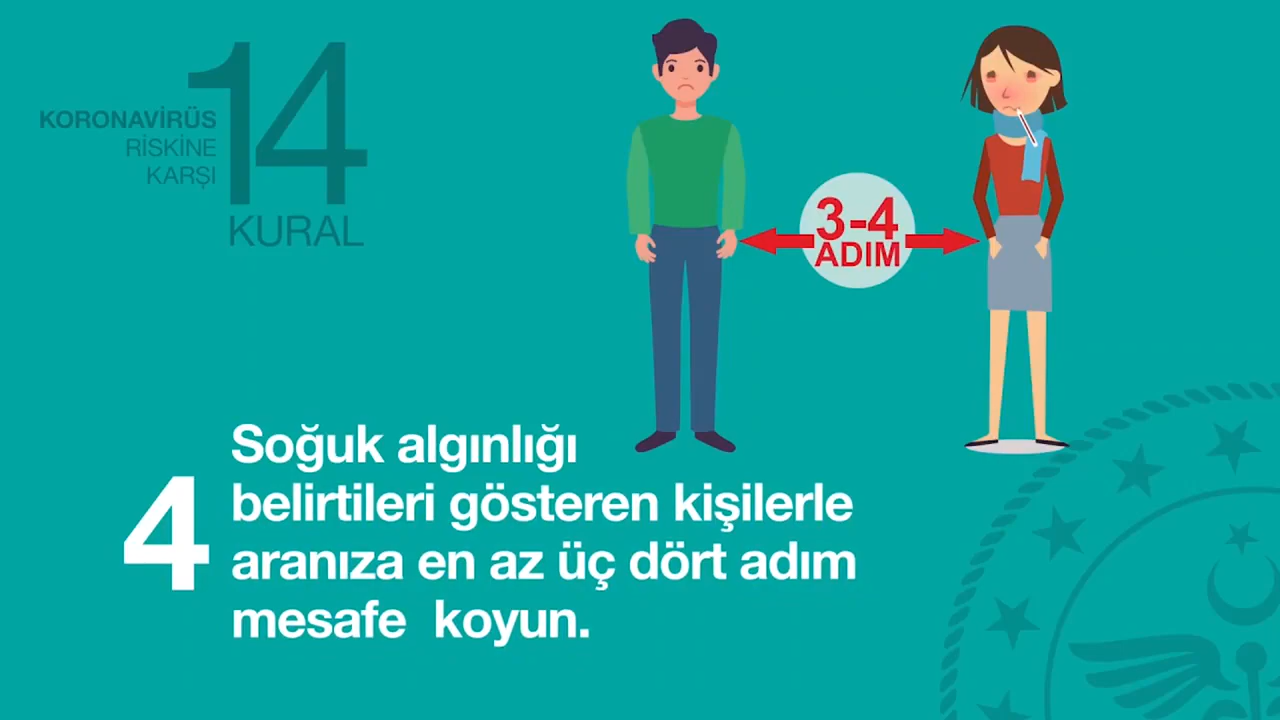 KORONAVİRÜS
RİSKİNE
KARŞI
14
KURAL
3-4
ADIM
4
Soğuk algınlığı
belirtileri gösteren kişilerle
aranıza en az üç dört adım
mesafe koyun.